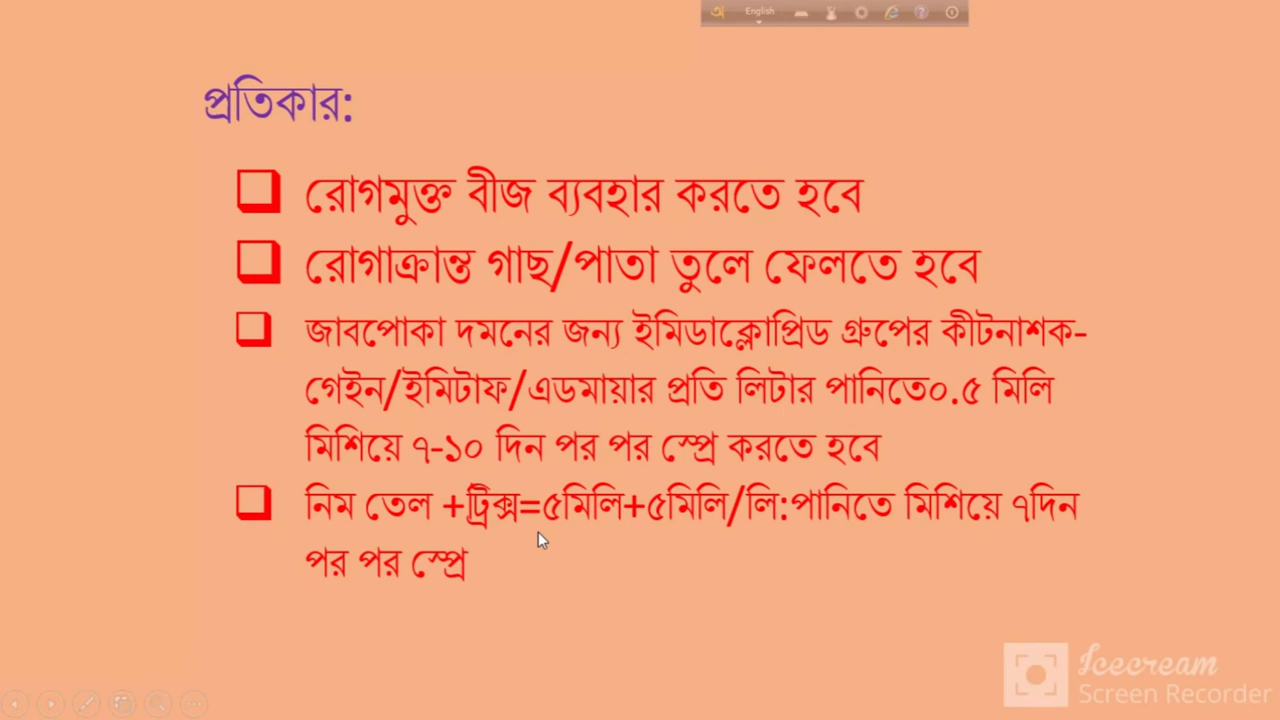 অ English
প্রতিকার:
❑ রোগমুক্ত বীজ ব্যবহার করতে হবে
❑ রোগাক্রান্ত গাছ/পাতা তুলে ফেলতে হবে
❑ জাবপোকা দমনের জন্য ইমিডাক্লোপ্রিড গ্রুপের কীটনাশক-
গেইন/ইমিটাফ/এডমায়ার প্রতি লিটার পানিতে০.৫ মিলি
মিশিয়ে ৭-১০ দিন পর পর স্প্রে করতে হবে
❑ নিম তেল +ট্রিক্স=৫মিলি+৫মিলি/লি:পানিতে মিশিয়ে ৭দিন
পর পর স্প্রে
Icecream
Screen Recorder